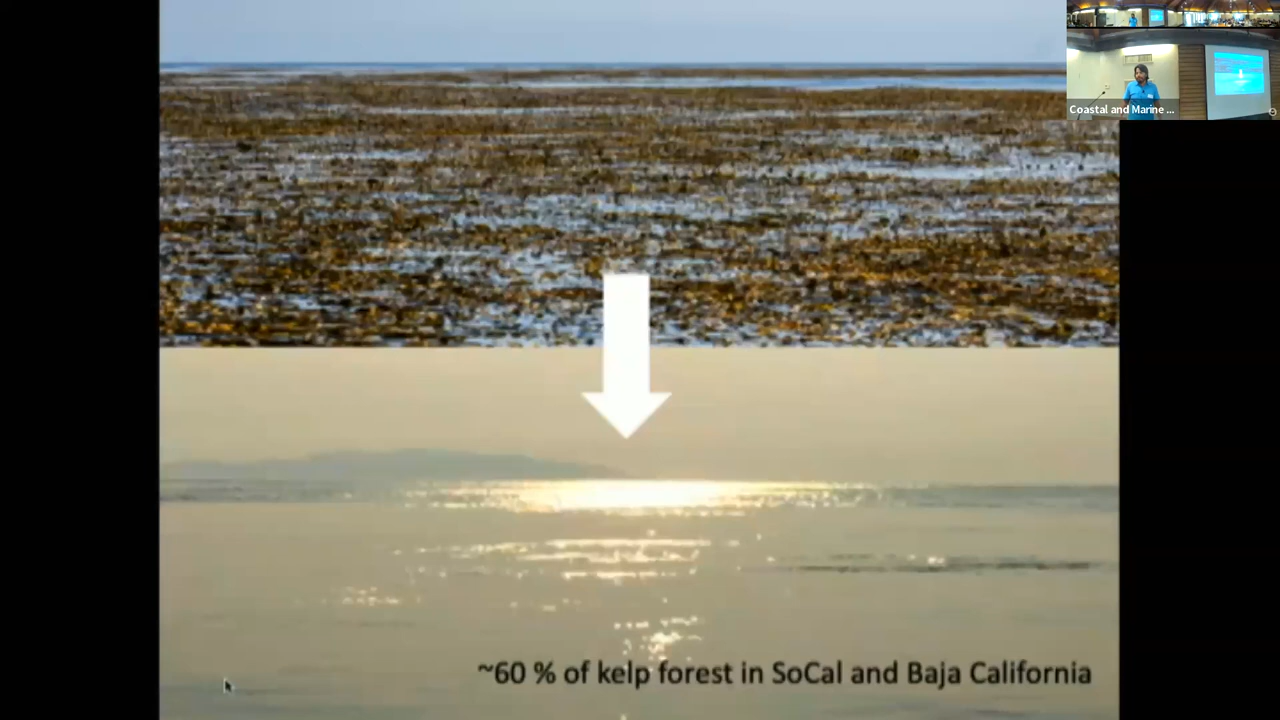 Coastal and Marine ...
~60 % of kelp forest in SoCal and Baja California